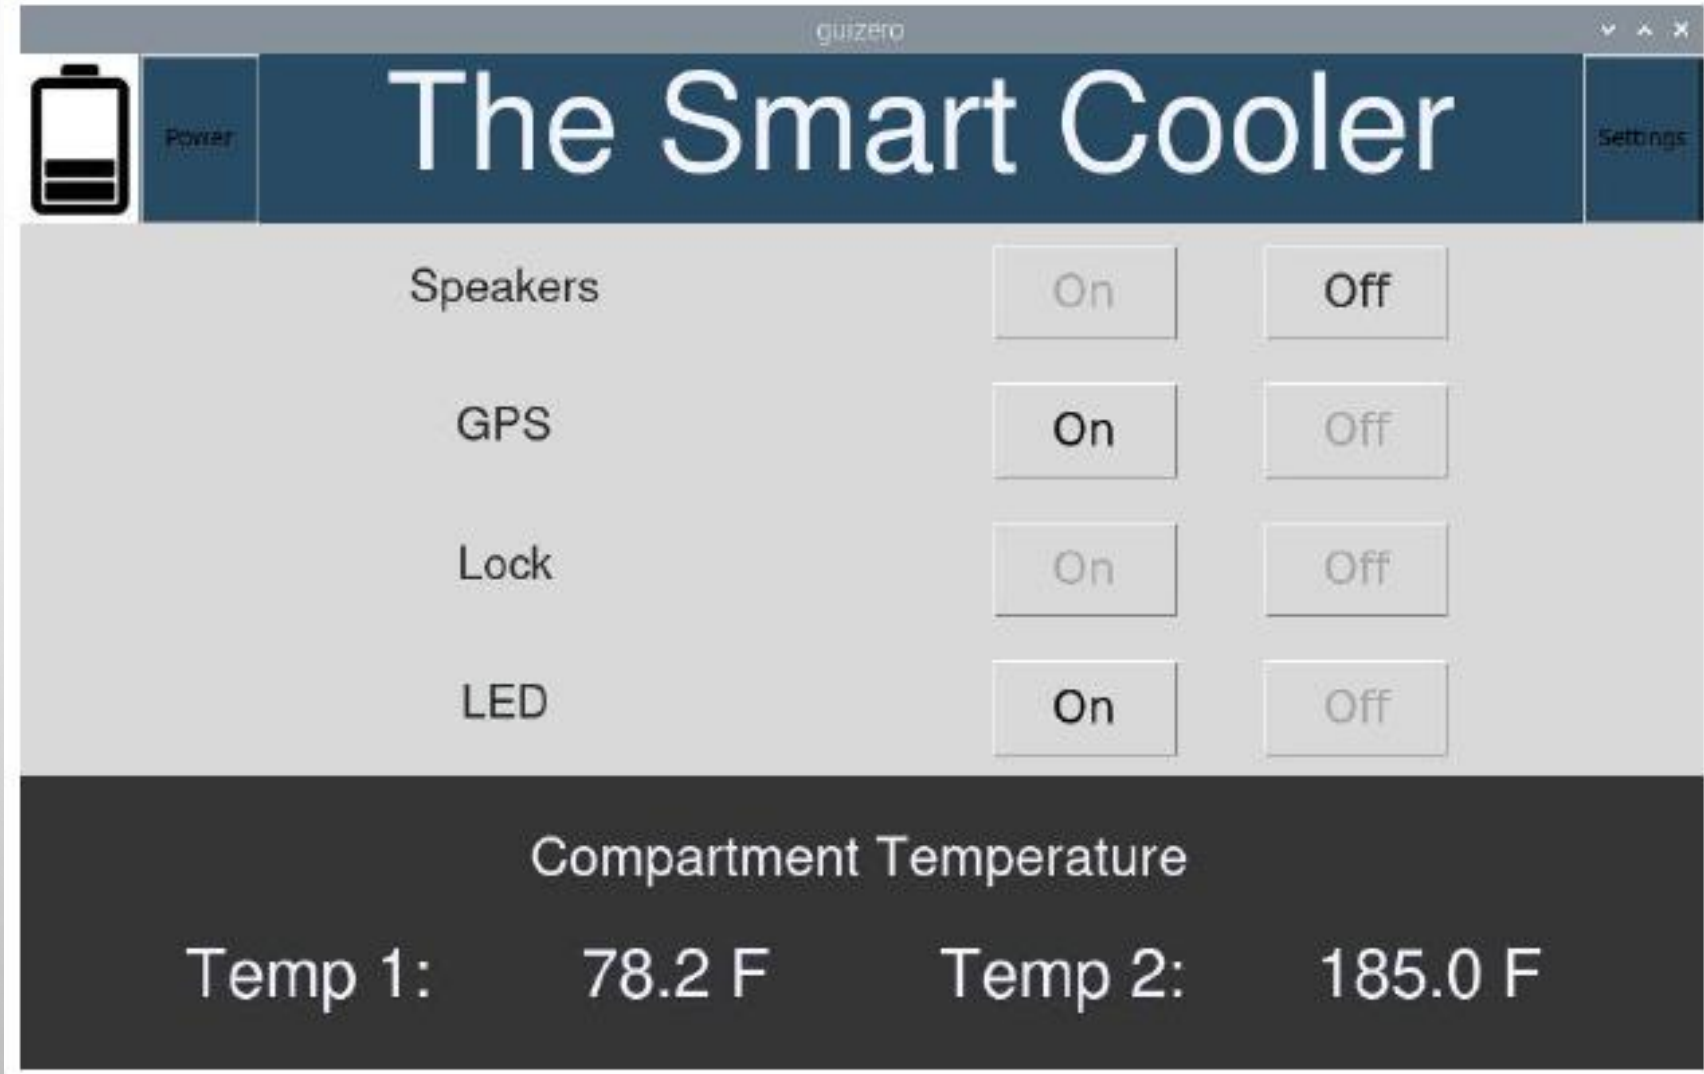 guizero
Power The Smart Cooler Settings
Speakers On Off
GPS On Off
Lock On Off
LED On Off
Compartment Temperature
Temp 1: 78.2 F Temp 2: 185.0 F